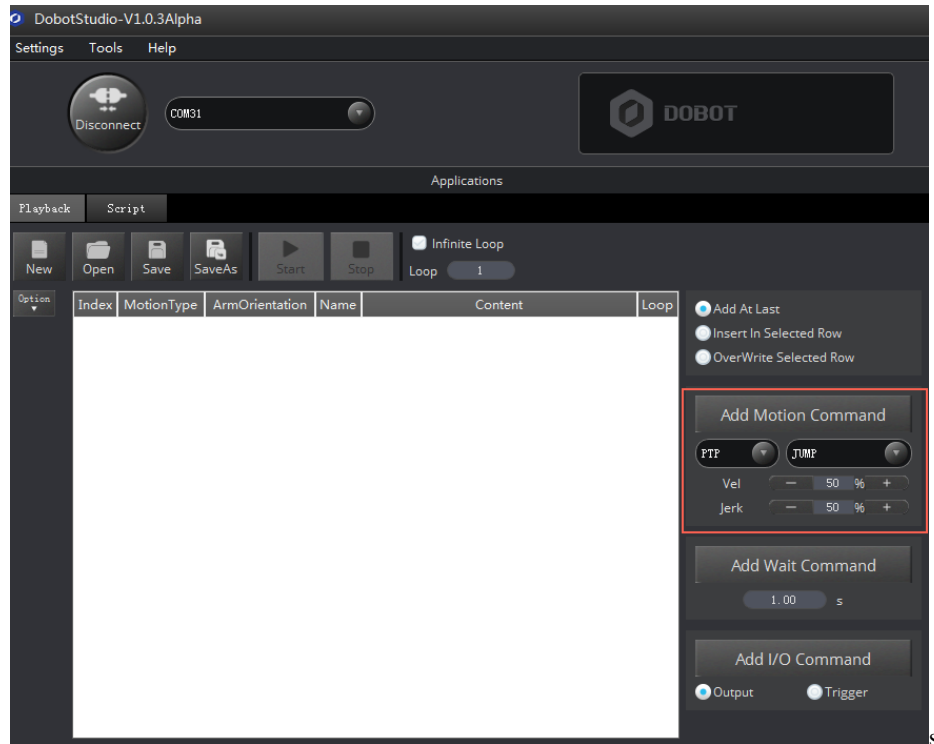 DobotStudio-V1.0.3Alpha
Settings Tools Help
Disconnect
COM31
DOBOT
Applications
Playback Script
New Open Save SaveAs Start Stop
Infinite Loop
Loop 1
Option
Index MotionType ArmOrientation Name Content Loop
Add At Last
Insert In Selected Row
OverWrite Selected Row
Add Motion Command
PTP JUMP
Vel — 50 % +
Jerk — 50 % +
Add Wait Command
1.00 s
Add I/O Command
Output Trigger
s